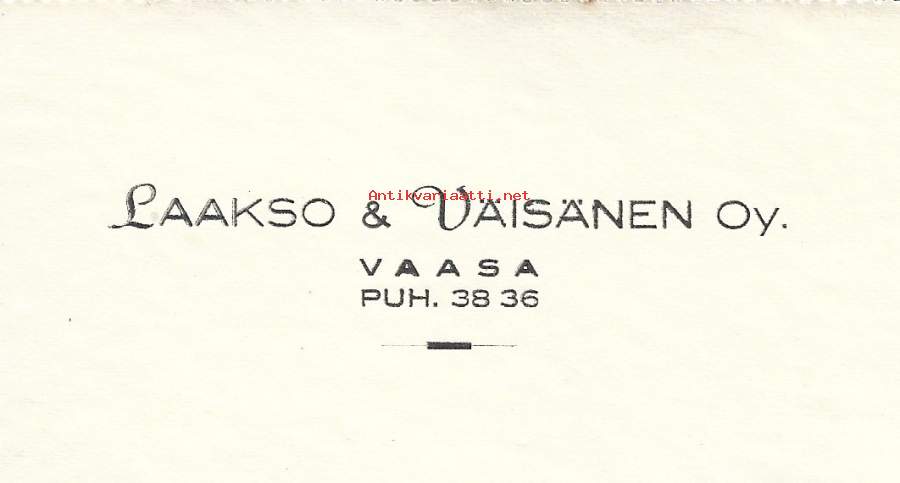 Antikvariaatti.net
LAAKSO & VÄISÄNEN OY.
VAASA
PUH. 38 36